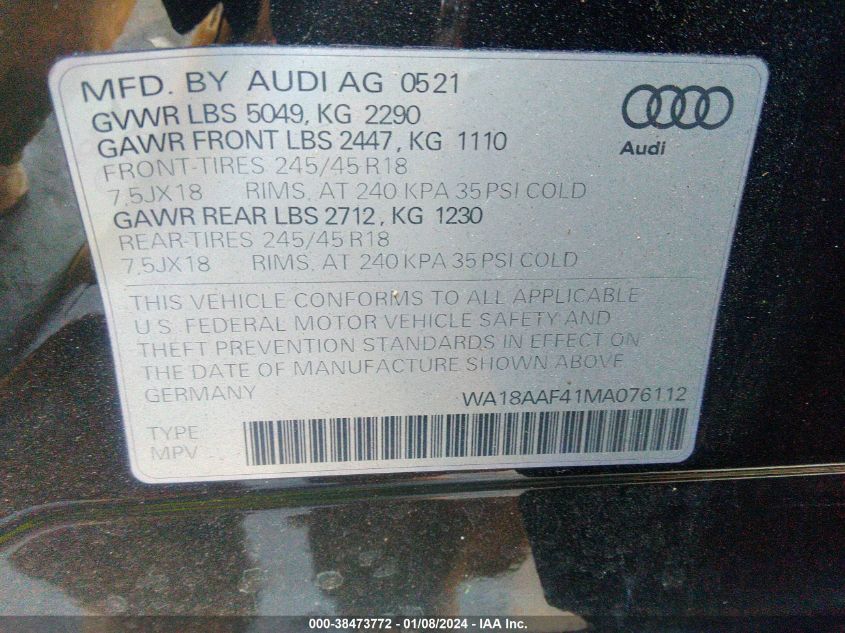 MFD. BY AUDI AG 0521
GVWR LBS 5049, KG 2290
GAWR FRONT LBS 2447, KG 1110
FRONT-TIRES 245/45 R18
7,5JX18 RIMS, AT 240 KPA 35 PSI COLD
GAWR REAR LBS 2712, KG 1230
REAR-TIRES 245/45 R18
7,5JX18 RIMS, AT 240 KPA 35 PSI COLD
Audi
THIS VEHICLE CONFORMS TO ALL APPLICABLE
U.S. FEDERAL MOTOR VEHICLE SAFETY AND
THEFT PREVENTION STANDARDS IN EFFECT ON
THE DATE OF MANUFACTURE SHOWN ABOVE
GERMANY WA18AAF41MA076112
TYPE
MPV
000-38473772 - 01/08/2024 - IAA Inc.